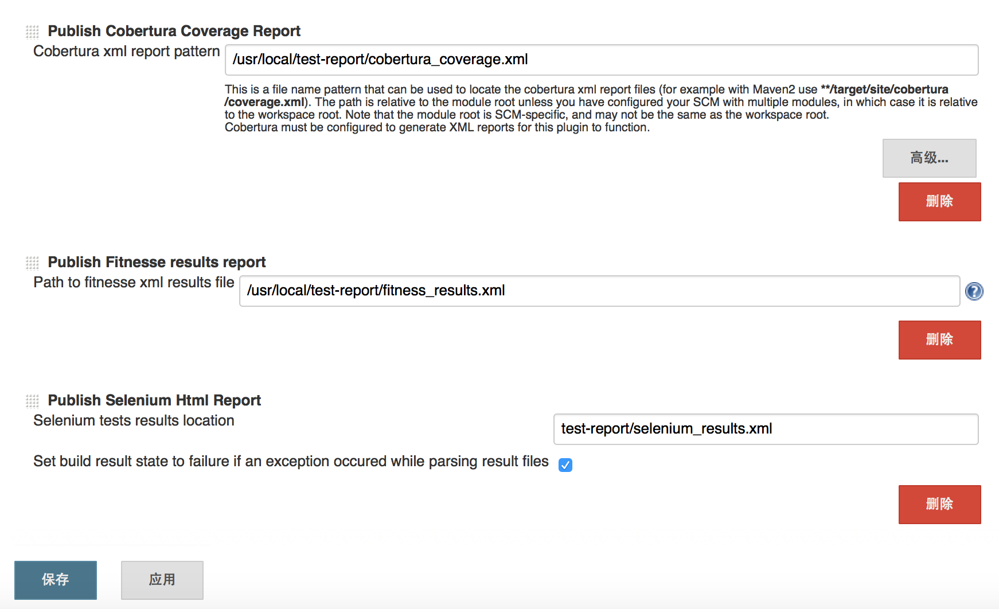 Publish Cobertura Coverage Report
Cobertura xml report pattern
/usr/local/test-report/cobertura_coverage.xml
This is a file name pattern that can be used to locate the cobertura xml report files (for example with Maven2 use **/target/site/cobertura
/coverage.xml). The path is relative to the module root unless you have configured your SCM with multiple modules, in which case it is relative
to the workspace root. Note that the module root is SCM-specific, and may not be the same as the workspace root.
Cobertura must be configured to generate XML reports for this plugin to function.
高级...
删除
Publish Fitnesse results report
Path to fitnesse xml results file
/usr/local/test-report/fitness_results.xml
?
删除
Publish Selenium Html Report
Selenium tests results location
test-report/selenium_results.xml
Set build result state to failure if an exception occured while parsing result files
删除
保存
应用